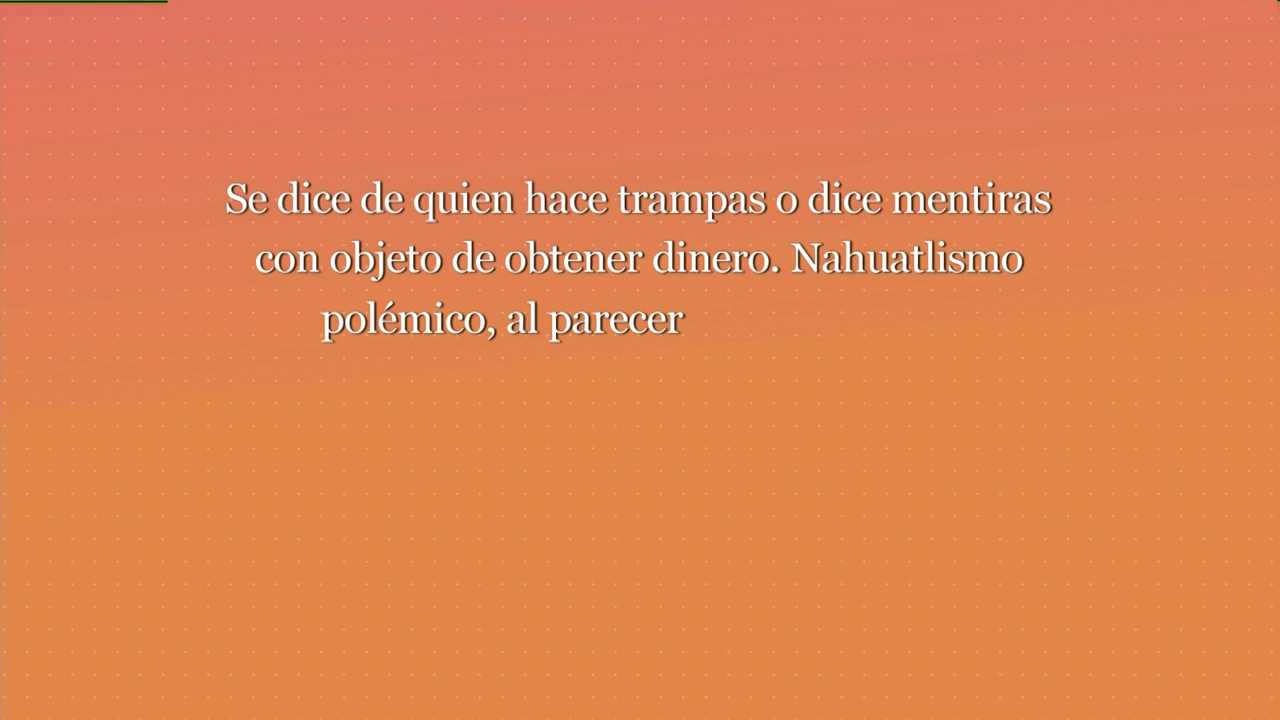 Se dice de quien hace trampas o dice mentiras
con objeto de obtener dinero. Nahuatlismo
polémico, al parecer